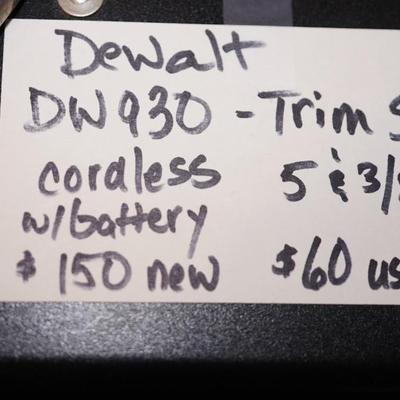 Dewalt
DW930 - Trim S
cordless 5 & 3/
w/battery
$150 new $60 us